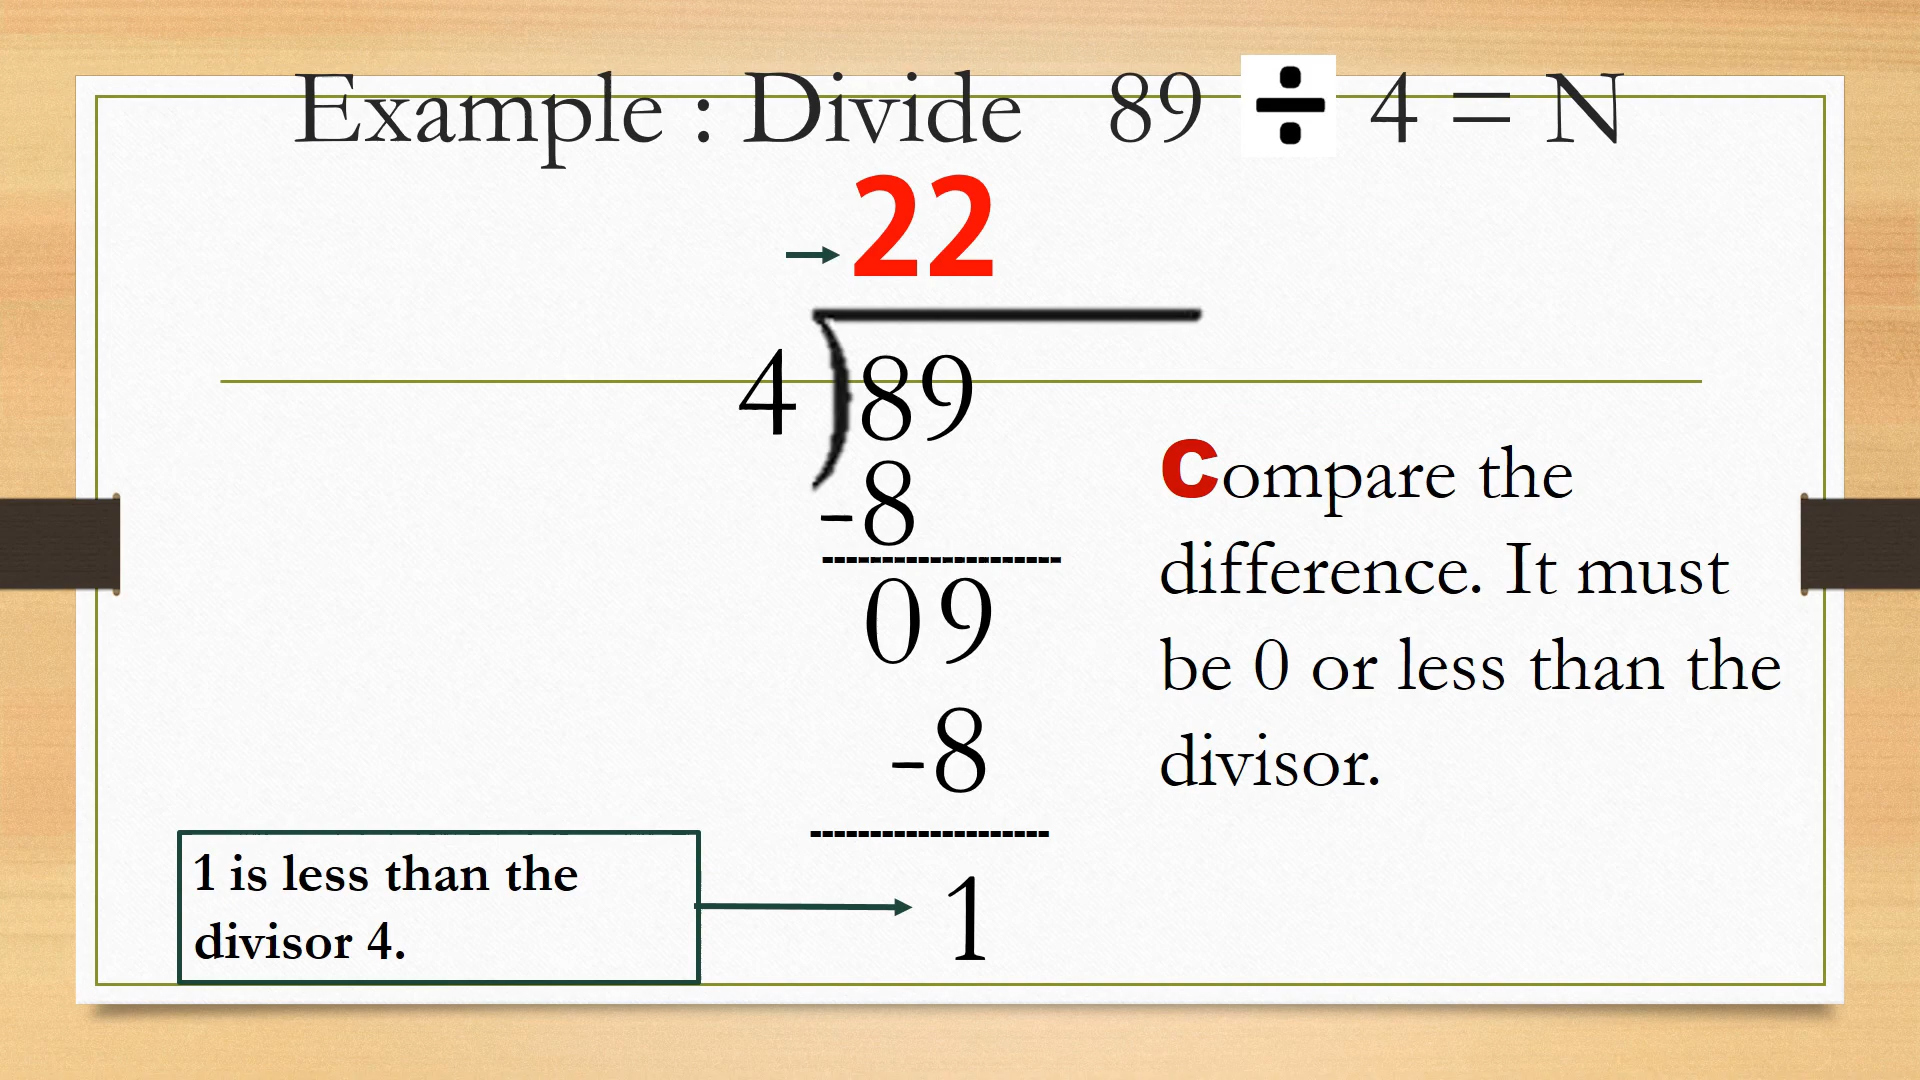 Example : Divide 89 ÷ 4 = N
22
4 ) 89
-8
--------------------
09
-8
--------------------
1
Compare the
difference. It must
be 0 or less than the
divisor.
1 is less than the
divisor 4.